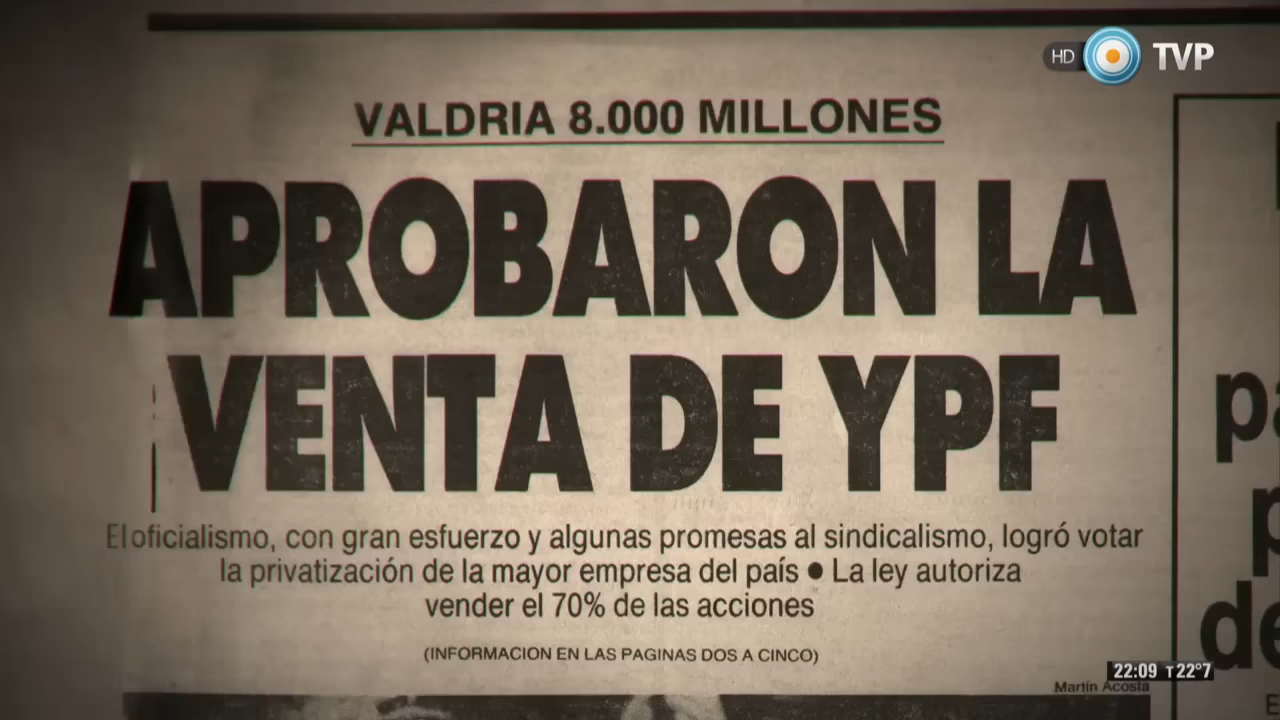 HD TVP
VALDRIA 8.000 MILLONES
APROBARON LA
VENTA DE YPF
El oficialismo, con gran esfuerzo y algunas promesas al sindicalismo, logró votar
la privatización de la mayor empresa del país ● La ley autoriza
vender el 70% de las acciones
(INFORMACION EN LAS PAGINAS DOS A CINCO)
Martín Acosta
22:09 T 22°7